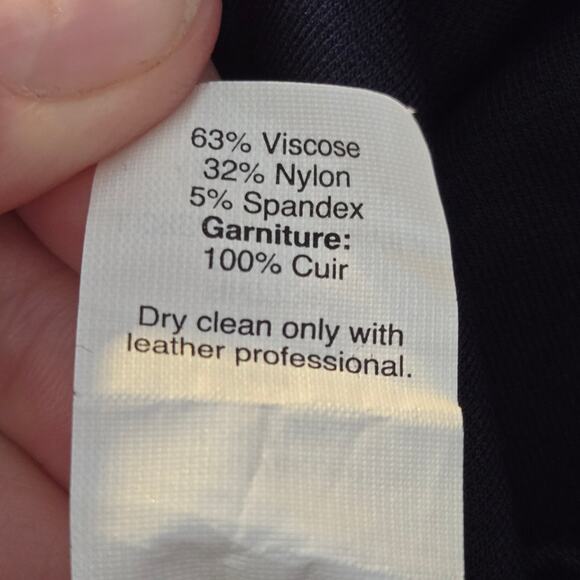 63% Viscose
32% Nylon
5% Spandex
Garniture:
100% Cuir
Dry clean only with
leather professional.